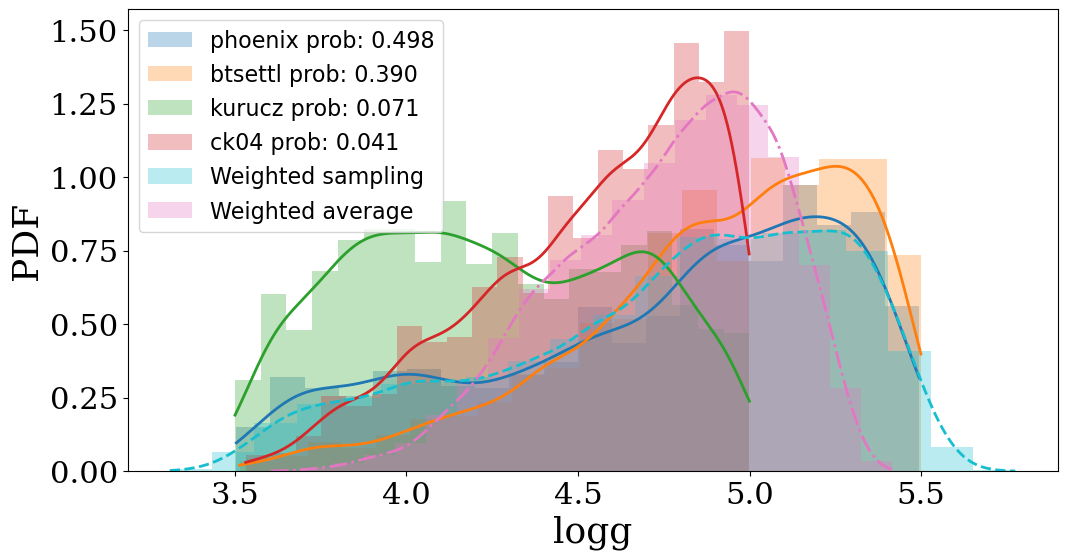 phoenix prob: 0.498
btsettl prob: 0.390
kurucz prob: 0.071
ck04 prob: 0.041
Weighted sampling
Weighted average
PDF
1.50
1.25
1.00
0.75
0.50
0.25
0.00
3.5 4.0 4.5 5.0 5.5
logg